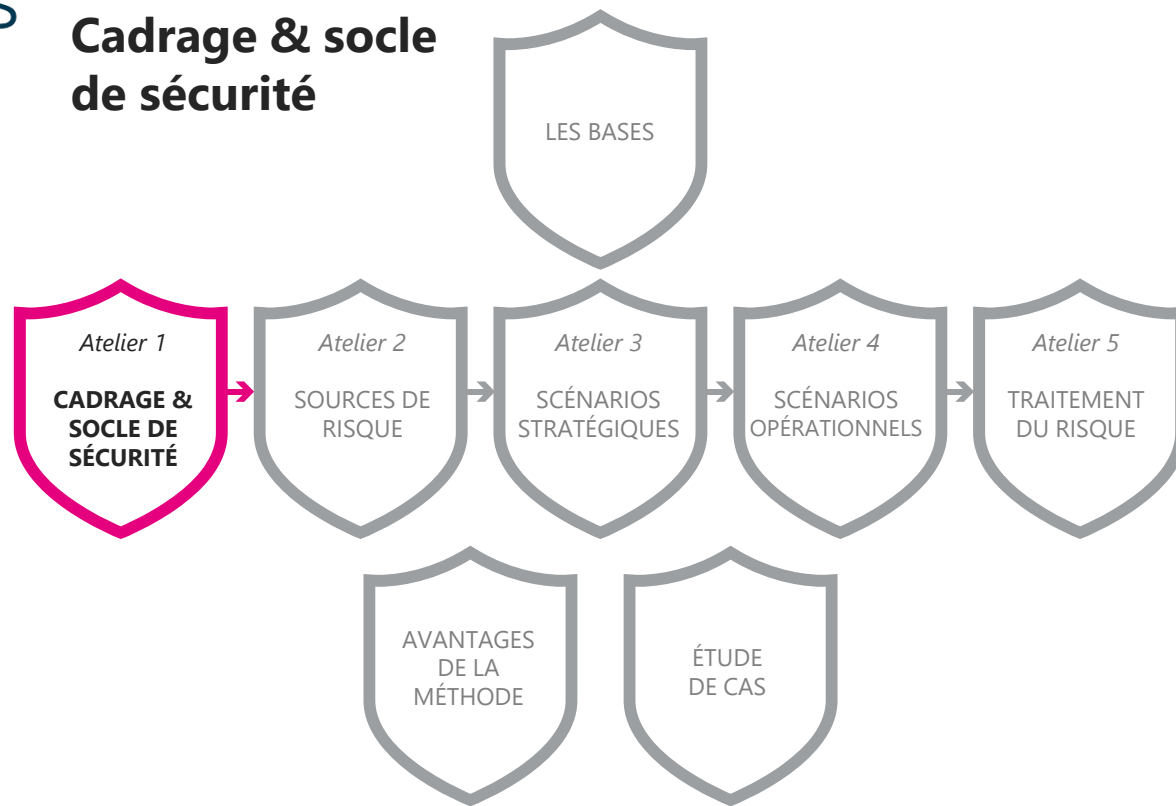 Cadrage & socle
de sécurité
LES BASES
Atelier 1
CADRAGE &
SOCLE DE
SÉCURITÉ
Atelier 2
SOURCES DE
RISQUE
Atelier 3
SCÉNARIOS
STRATÉGIQUES
Atelier 4
SCÉNARIOS
OPÉRATIONNELS
Atelier 5
TRAITEMENT
DU RISQUE
AVANTAGES
DE LA
MÉTHODE
ÉTUDE
DE CAS